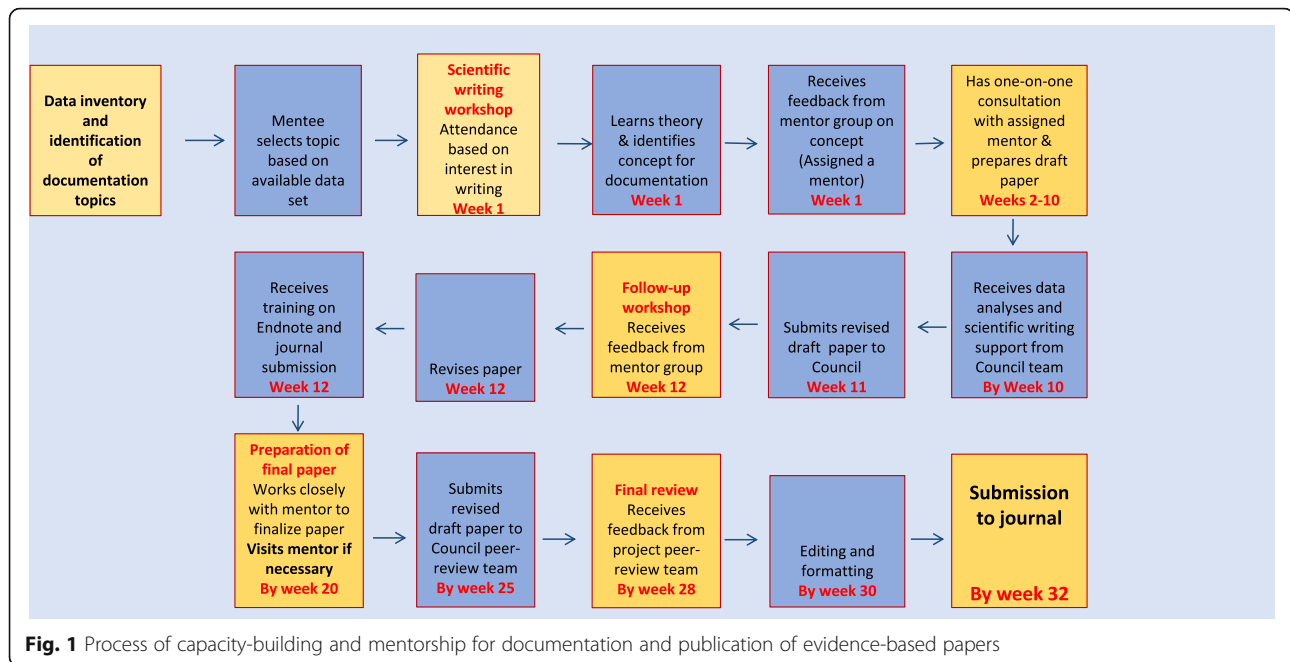 Data inventory
and
identification
of
documentation
topics
Mentee
selects topic
based on
available data
set
Scientific
writing
workshop
Attendance
based on
interest in
writing
Week 1
Learns theory
& identifies
concept for
documentation
Week 1
Receives
feedback from
mentor group
on concept
(Assigned a
mentor)
Week 1
Has one-on-one
consultation
with assigned
mentor &
prepares draft
paper
Weeks 2-10
Receives data
analyses and
scientific writing
support from
Council team
By Week 10
Submits revised
draft paper to
Council
Week 11
Follow-up
workshop
Receives
feedback from
mentor group
Week 12
Revises paper
Week 12
Receives
training on
Endnote and
journal
submission
Week 12
Preparation of
final paper
Works closely
with mentor to
finalize paper
Visits mentor if
necessary
By week 20
Submits
revised
draft paper to
Council peer-
review team
By week 25
Final review
Receives
feedback from
project peer-
review team
By week 28
Editing and
formatting
By week 30
Submission
to journal
By week 32
Fig. 1 Process of capacity-building and mentorship for documentation and publication of evidence-based papers